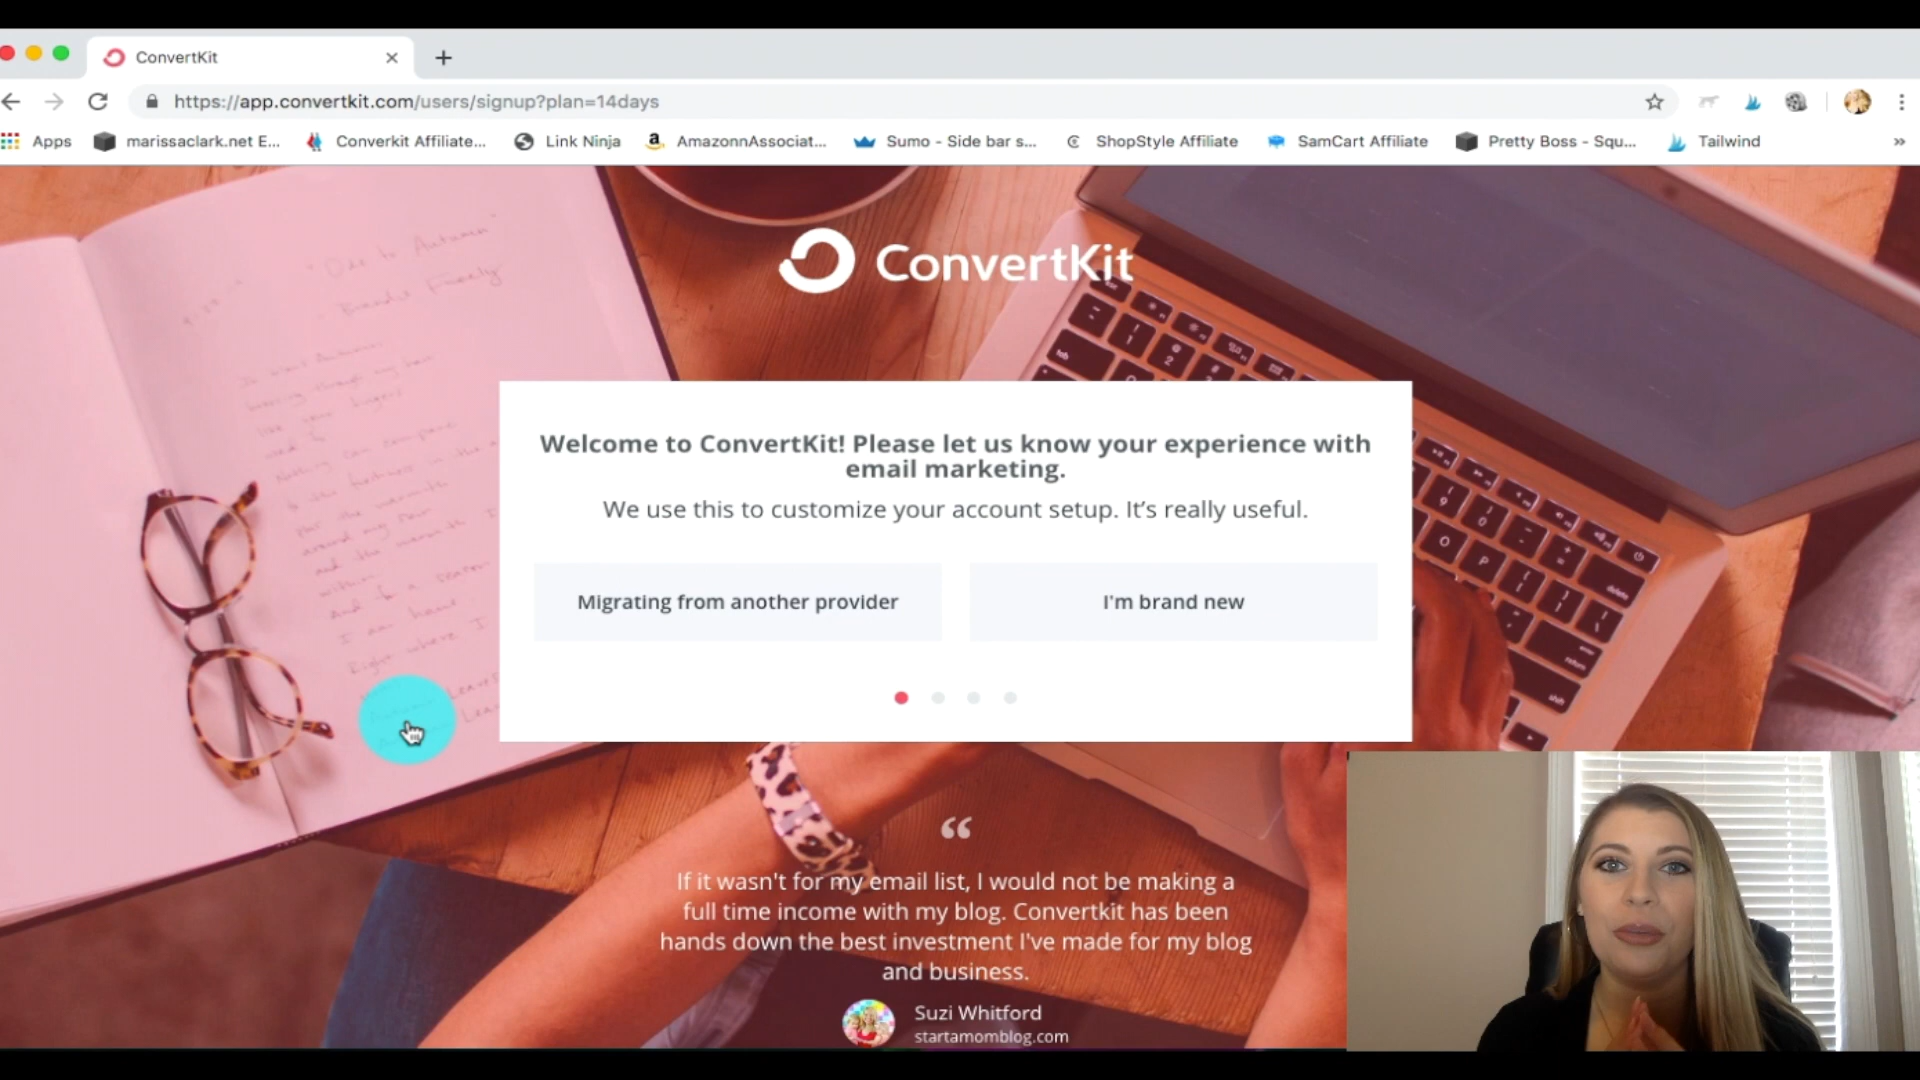 ConvertKit
https://app.convertkit.com/users/signup?plan=14days
Apps marissaclark.net E... Converkit Affiliate... Link Ninja AmazonnAssociat... Sumo - Side bar s... ShopStyle Affiliate SamCart Affiliate Pretty Boss - Squ... Tailwind »
ConvertKit
Welcome to ConvertKit! Please let us know your experience with
email marketing.
We use this to customize your account setup. It’s really useful.
Migrating from another provider
I'm brand new
“
If it wasn't for my email list, I would not be making a
full time income with my blog. Convertkit has been
hands down the best investment I've made for my blog
and business.
Suzi Whitford
startamomblog.com